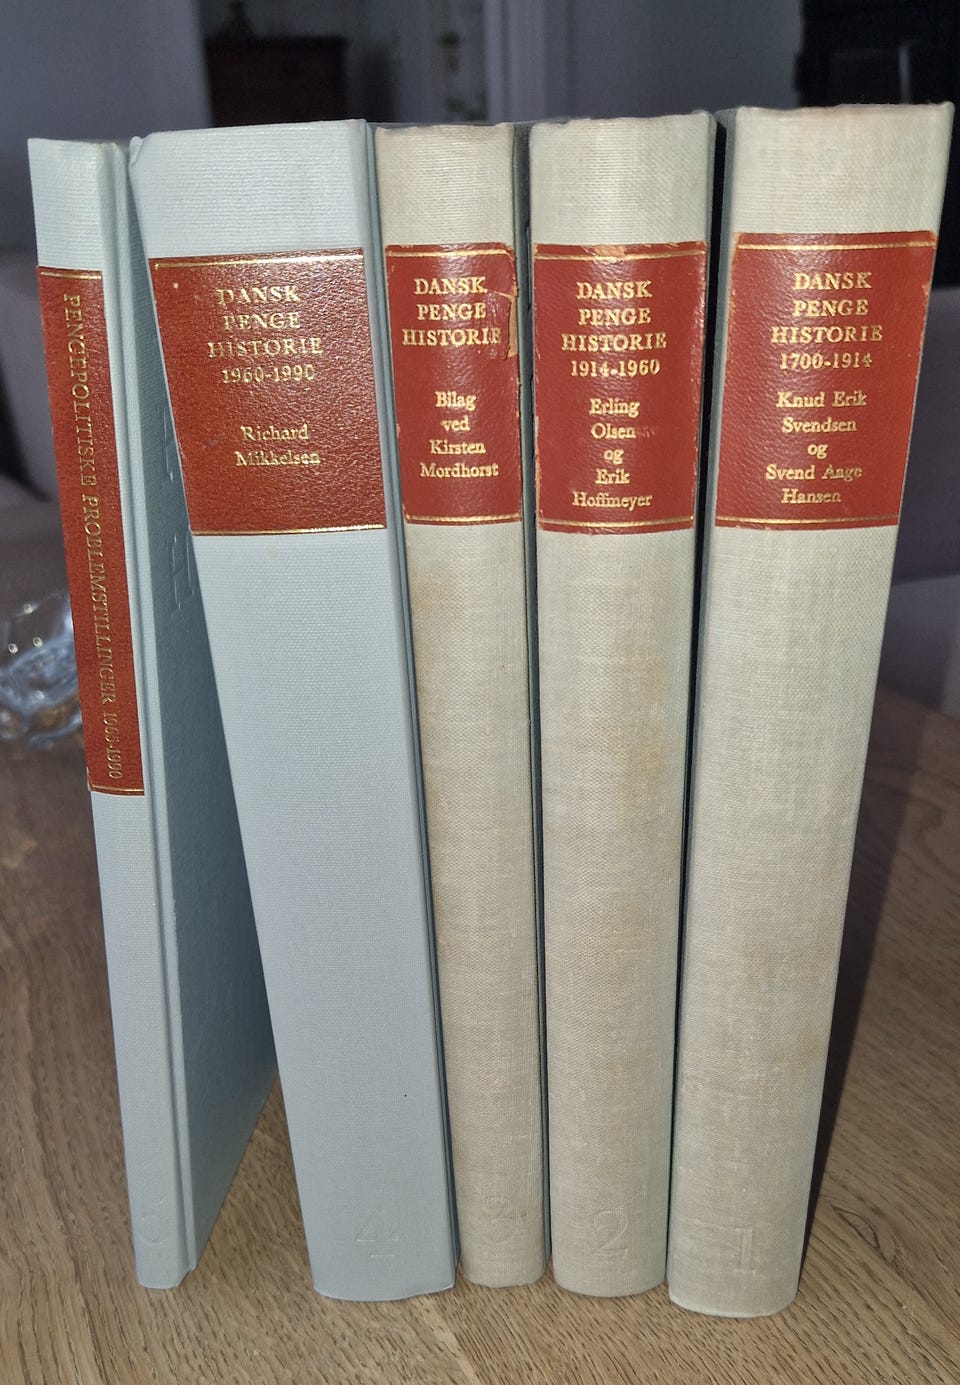 PENGEPOLITISKE PROBLEMSTILLINGER 1965-1990
DANSK
PENGE
HISTORIE
1960-1990
Richard
Mikkelsen
4
DANSK
PENGE
HISTORIE
Bilag
ved
Kirsten
Mordhorst
3
DANSK
PENGE
HISTORIE
1914-1960
Erling
Olsen
og
Erik
Hoffmeyer
2
DANSK
PENGE
HISTORIE
1700-1914
Knud Erik
Svendsen
og
Svend Aage
Hansen
1